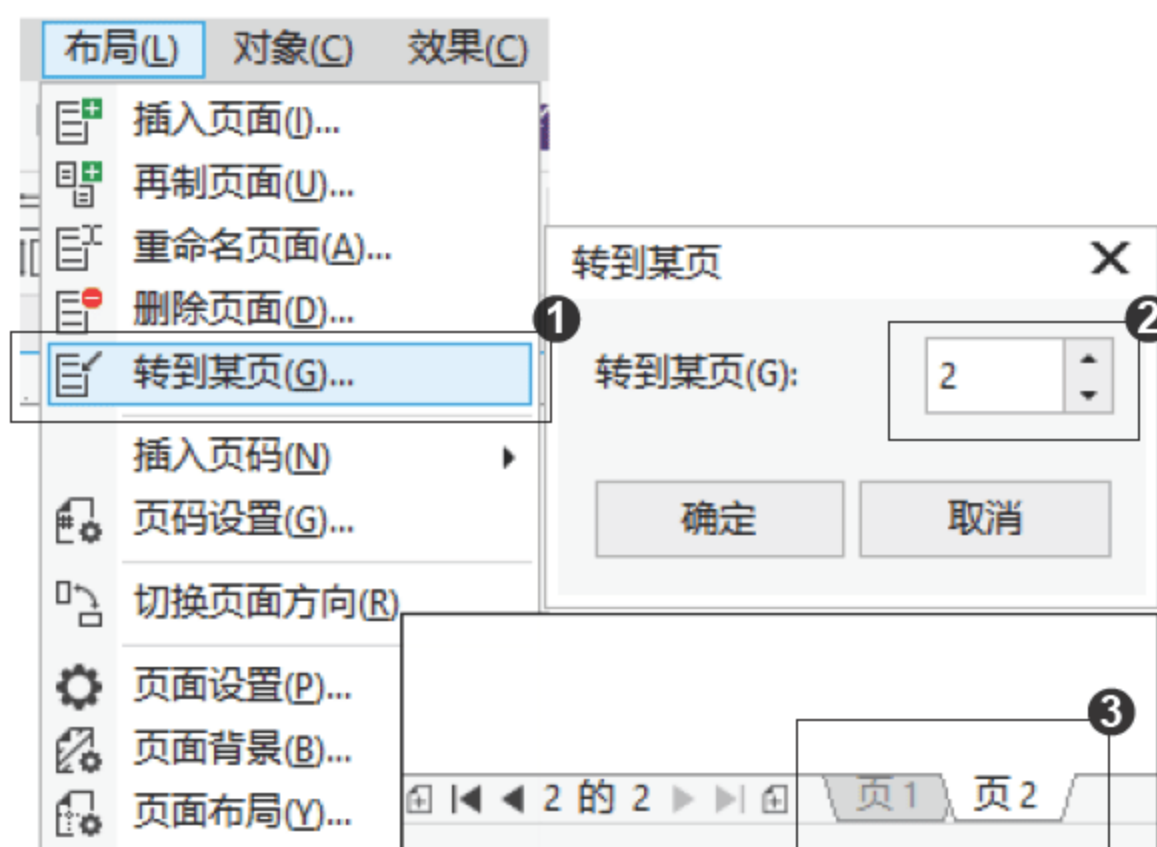 布局(L) 对象(C) 效果(C)
插入页面(I)...
再制页面(U)...
重命名页面(A)...
删除页面(D)...
转到某页(G)...
插入页码(N)
页码设置(G)...
切换页面方向(R)
页面设置(P)...
页面背景(B)...
页面布局(Y)...
1
转到某页
2
转到某页(G): 2
确定 取消
3
2 的 2 页 1 页 2